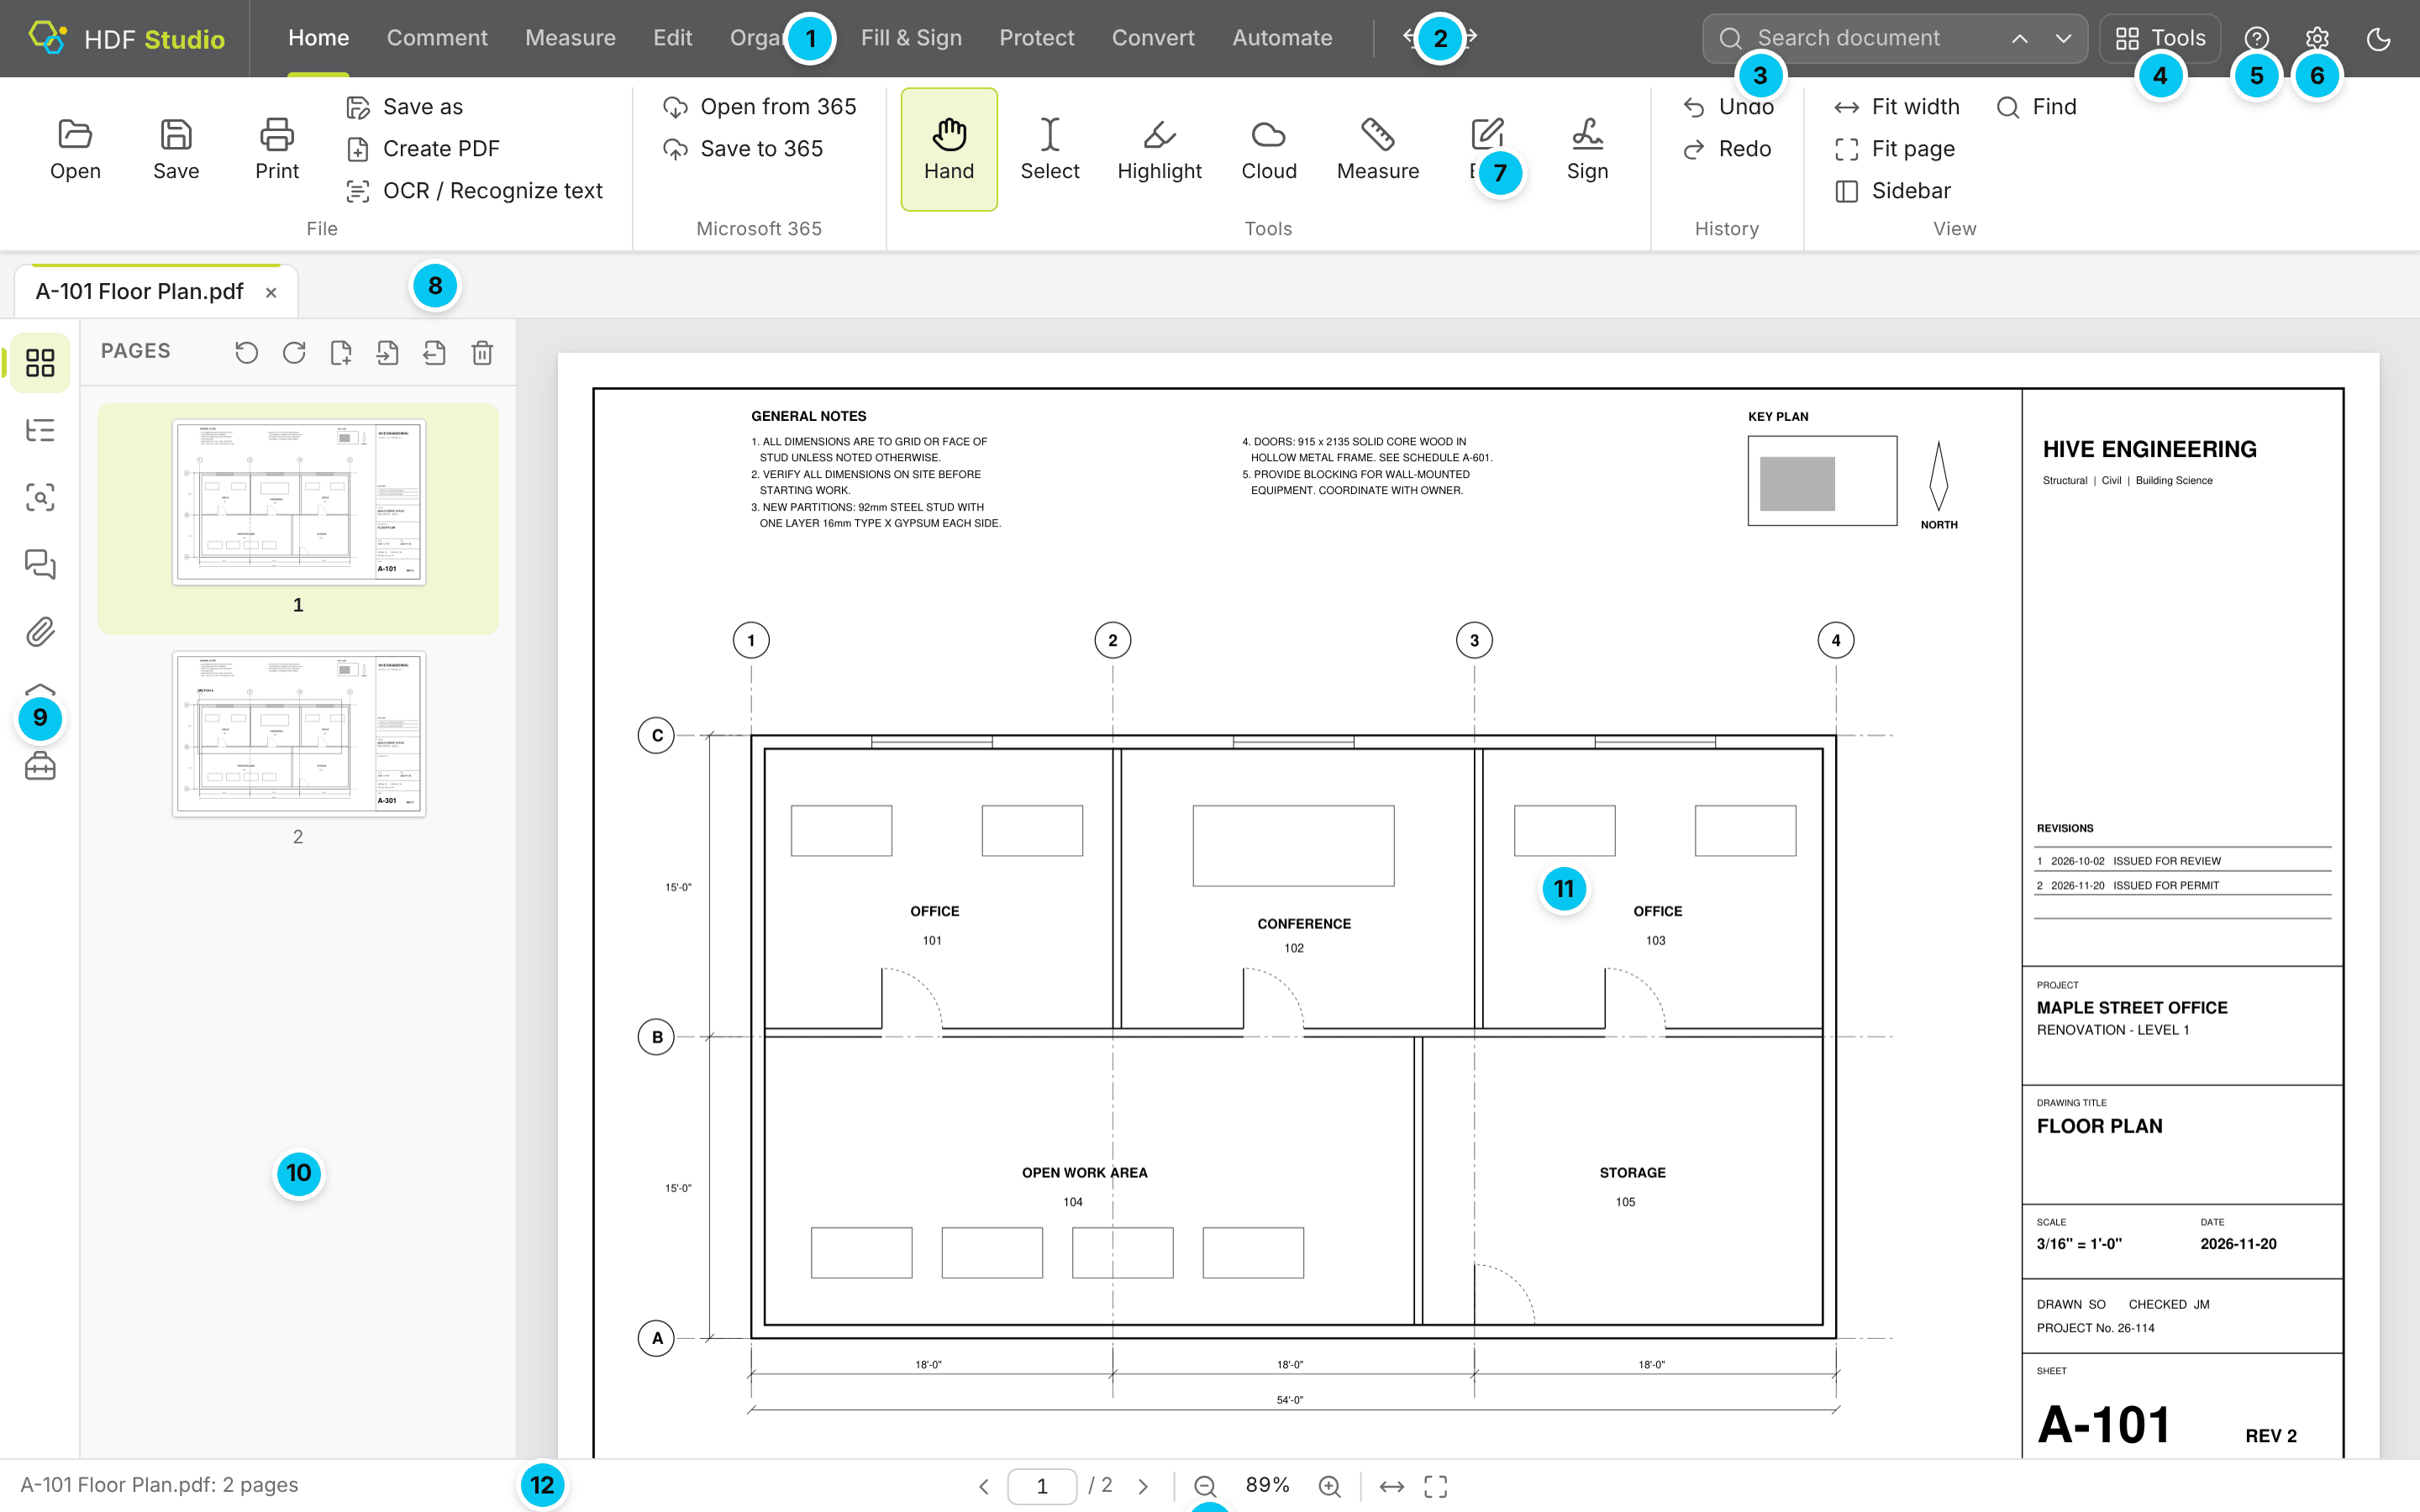 HDF Studio
Home Comment Measure Edit Orga 1 Fill & Sign Protect Convert Automate 2
Search document Tools
3 4 5 6
Open Save Print
Save as
Create PDF
OCR / Recognize text
File
Open from 365
Save to 365
Microsoft 365
Hand Select Highlight Cloud Measure 7 Sign
Tools
Undo
Redo
History
Fit width Find
Fit page
Sidebar
View
A-101 Floor Plan.pdf ×
8
PAGES
1
2
9
10
GENERAL NOTES
1. ALL DIMENSIONS ARE TO GRID OR FACE OF
STUD UNLESS NOTED OTHERWISE.
2. VERIFY ALL DIMENSIONS ON SITE BEFORE
STARTING WORK.
3. NEW PARTITIONS: 92mm STEEL STUD WITH
ONE LAYER 16mm TYPE X GYPSUM EACH SIDE.
4. DOORS: 915 x 2135 SOLID CORE WOOD IN
HOLLOW METAL FRAME. SEE SCHEDULE A-601.
5. PROVIDE BLOCKING FOR WALL-MOUNTED
EQUIPMENT. COORDINATE WITH OWNER.
KEY PLAN
NORTH
1 2 3 4
C
15'-0"
11
OFFICE
101
CONFERENCE
102
OFFICE
103
B
15'-0"
OPEN WORK AREA
104
STORAGE
105
A
18'-0" 18'-0" 18'-0"
54'-0"
HIVE ENGINEERING
Structural | Civil | Building Science
REVISIONS
1 2026-10-02 ISSUED FOR REVIEW
2 2026-11-20 ISSUED FOR PERMIT
PROJECT
MAPLE STREET OFFICE
RENOVATION - LEVEL 1
DRAWING TITLE
FLOOR PLAN
SCALE DATE
3/16" = 1'-0" 2026-11-20
DRAWN SO CHECKED JM
PROJECT No. 26-114
SHEET
A-101 REV 2
A-101 Floor Plan.pdf: 2 pages 12 1 / 2 89%